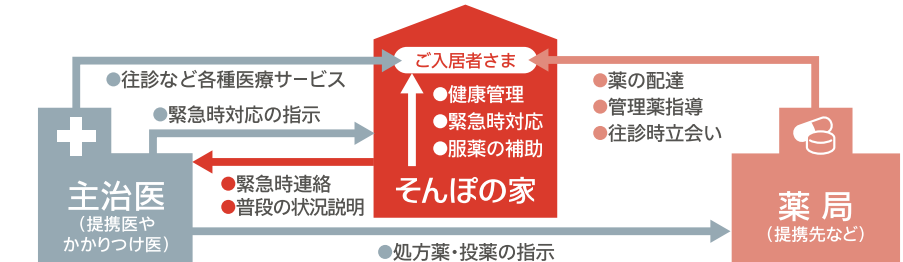 ご入居者さま
●往診など各種医療サービス
●緊急時対応の指示
●健康管理
●緊急時対応
●服薬の補助
●薬の配達
●管理薬指導
●往診時立会い
主治医
（提携医や
かかりつけ医）
●緊急時連絡
●普段の状況説明
そんぽの家
薬局
（提携先など）
●処方薬・投薬の指示